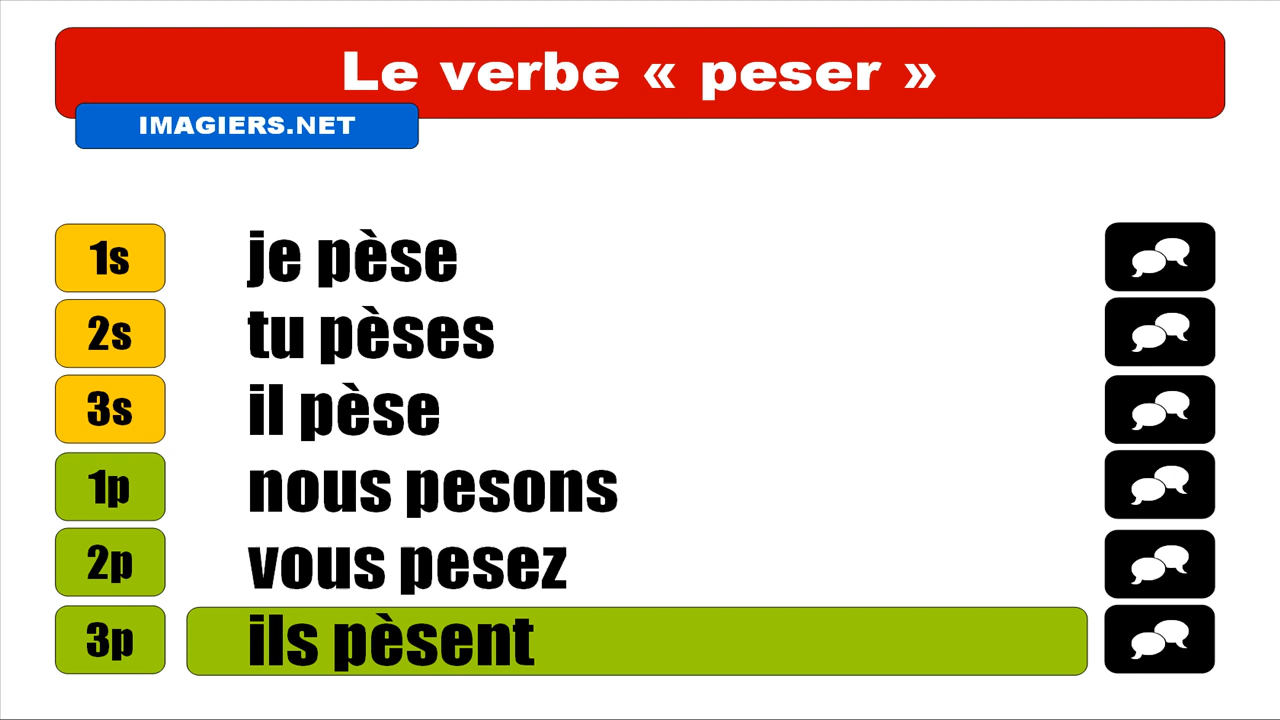 Le verbe « peser »
IMAGIERS.NET
1s je pèse
2s tu pèses
3s il pèse
1p nous pesons
2p vous pesez
3p ils pèsent